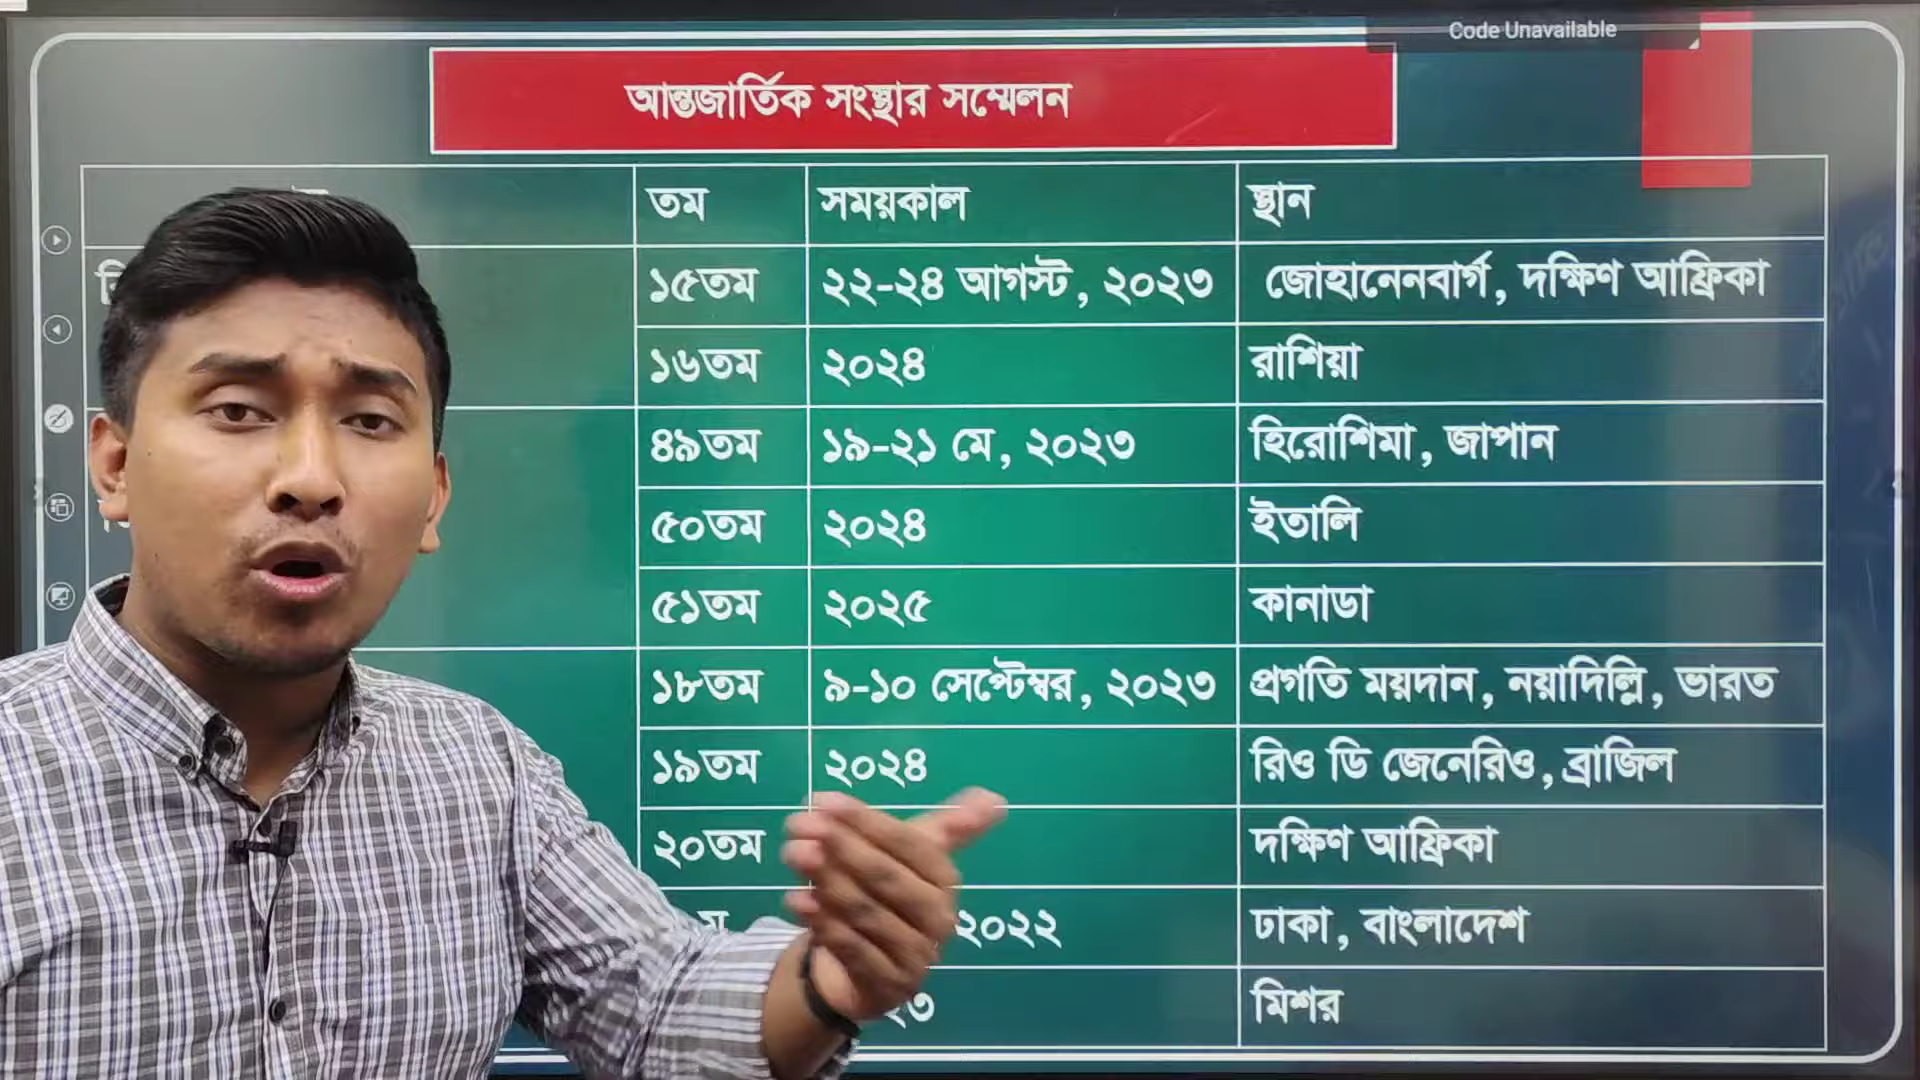 Code Unavailable
আন্তজার্তিক সংস্থার সম্মেলন
তম সময়কাল স্থান
১৫তম ২২-২৪ আগস্ট, ২০২৩ জোহানেনবার্গ, দক্ষিণ আফ্রিকা
১৬তম ২০২৪ রাশিয়া
৪৯তম ১৯-২১ মে, ২০২৩ হিরোশিমা, জাপান
৫০তম ২০২৪ ইতালি
৫১তম ২০২৫ কানাডা
১৮তম ৯-১০ সেপ্টেম্বর, ২০২৩ প্রগতি ময়দান, নয়াদিল্লি, ভারত
১৯তম ২০২৪ রিও ডি জেনেরিও, ব্রাজিল
২০তম দক্ষিণ আফ্রিকা
২০২২ ঢাকা, বাংলাদেশ
মিশর